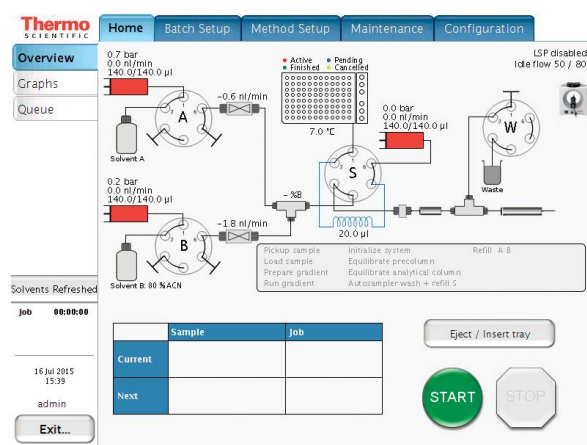 Thermo
SCIENTIFIC
Home
Batch Setup
Method Setup
Maintenance
Configuration
Overview
Graphs
Queue
LSP disabled
Idle flow 50 / 80
0.7 bar
0.0 nl/min
140.0/140.0 µl
Active
Pending
Finished
Cancelled
-0.6 nl/min
A
2
1
6
Solvent A
7.0 °C
0.0 bar
0.0 nl/min
140.0/140.0 µl
W
Waste
S
- %B
20.0 µl
0.2 bar
0.0 nl/min
140.0/140.0 µl
-1.8 nl/min
B
2
1
6
Solvent B: 80 %ACN
Pickup sample
Initialize system
Refill A B
Load sample
Equilibrate precolumn
Prepare gradient
Equilibrate analytical column
Run gradient
Autosampler wash + refill S
Solvents Refreshed
Job 00:00:00
16 Jul 2015
15:39
admin
Exit...
Sample
Job
Current
Next
Eject / Insert tray
START
STOP